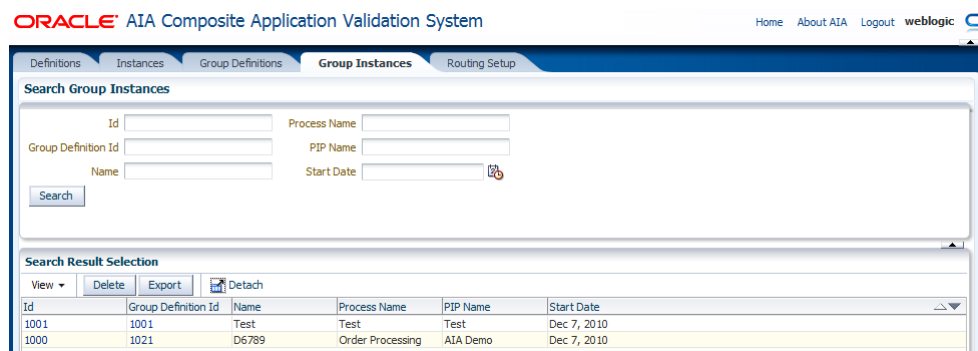 ORACLE AIA Composite Application Validation System
Home About AIA Logout weblogic
Definitions Instances Group Definitions Group Instances Routing Setup
Search Group Instances
Id Process Name
Group Definition Id PIP Name
Name Start Date
Search
Search Result Selection
View Delete Export Detach
Id Group Definition Id Name Process Name PIP Name Start Date
1001 1001 Test Test Test Dec 7, 2010
1000 1021 D6789 Order Processing AIA Demo Dec 7, 2010